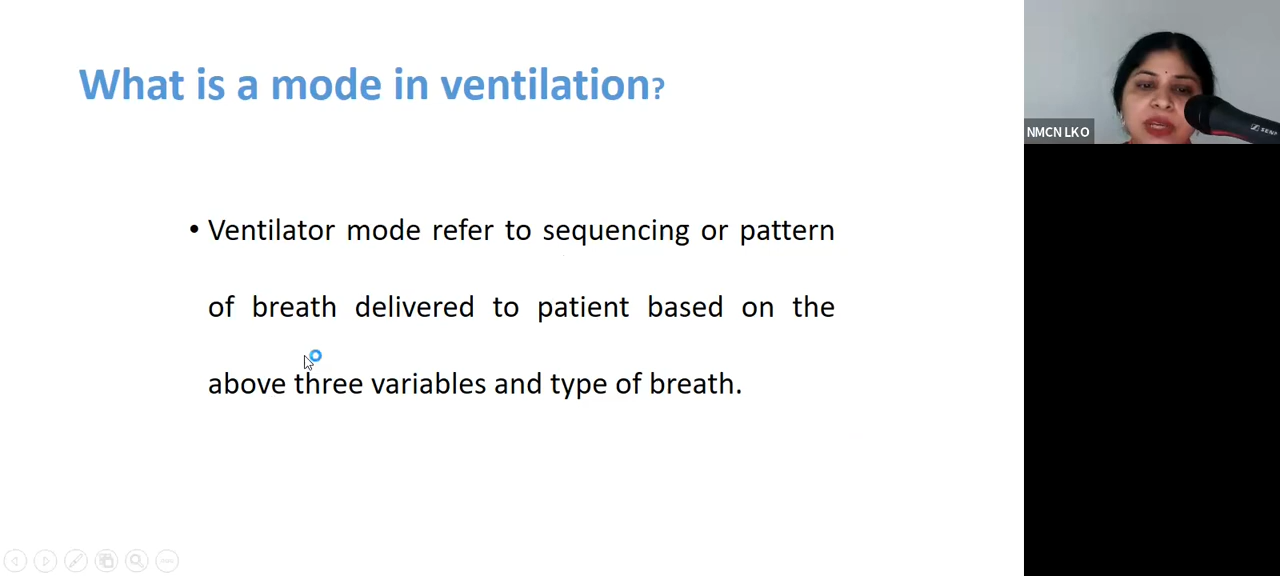 What is a mode in ventilation?
• Ventilator mode refer to sequencing or pattern
of breath delivered to patient based on the
above three variables and type of breath.
NMCN LKO